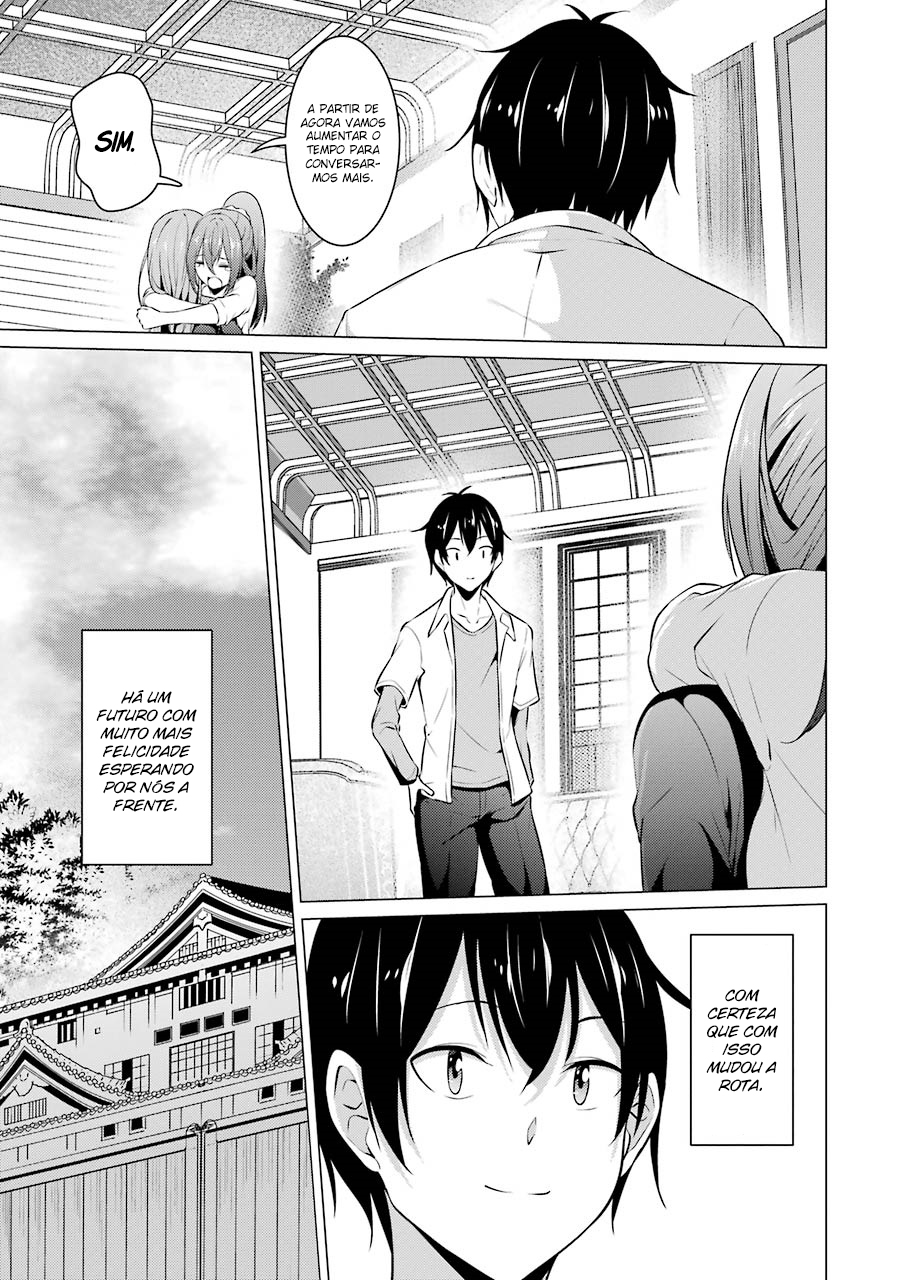 A PARTIR DE
AGORA VAMOS
AUMENTAR O
TEMPO PARA
CONVERSAR-
MOS MAIS.
SIM.
COM
CERTEZA
QUE COM
ISSO
MUDOU A
ROTA.
HÁ UM
FUTURO COM
MUITO MAIS
FELICIDADE
ESPERANDO
POR NÓS A
FRENTE.